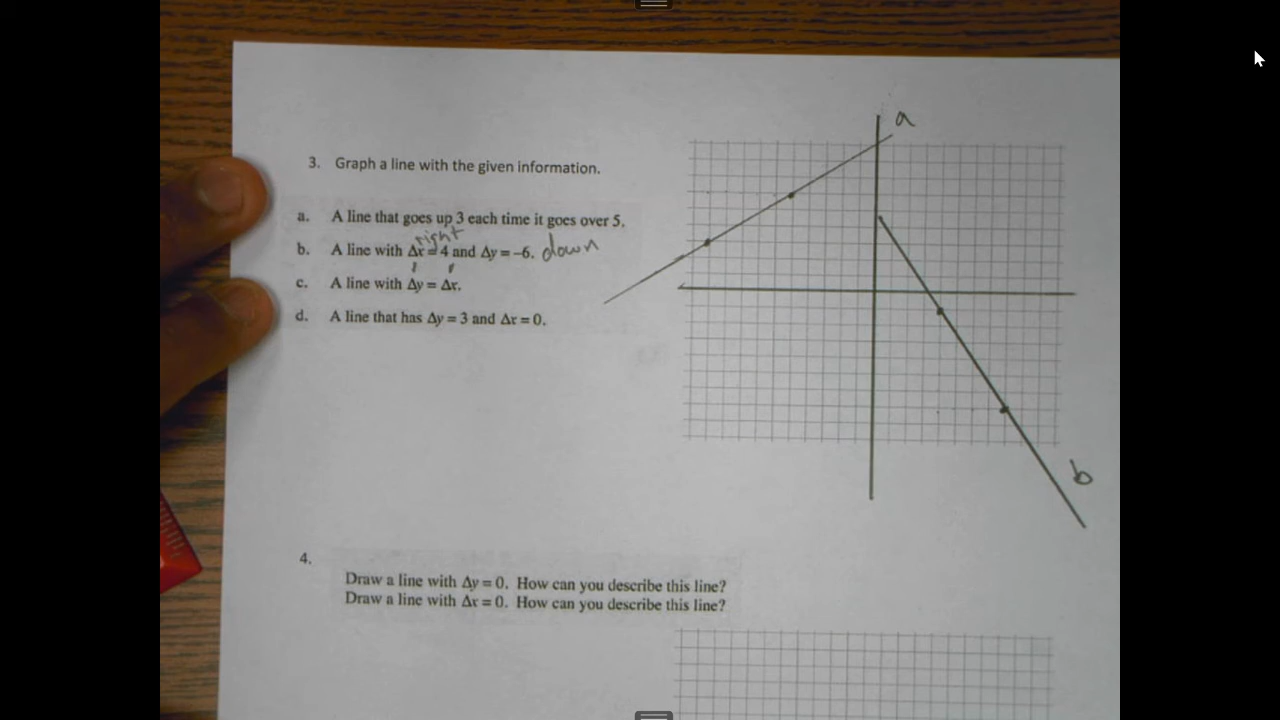 a
3. Graph a line with the given information.
a. A line that goes up 3 each time it goes over 5.
right
b. A line with Δx = 4 and Δy = –6. down
1 1
c. A line with Δy = Δx.
d. A line that has Δy = 3 and Δx = 0.
b
4.
Draw a line with Δy = 0. How can you describe this line?
Draw a line with Δx = 0. How can you describe this line?